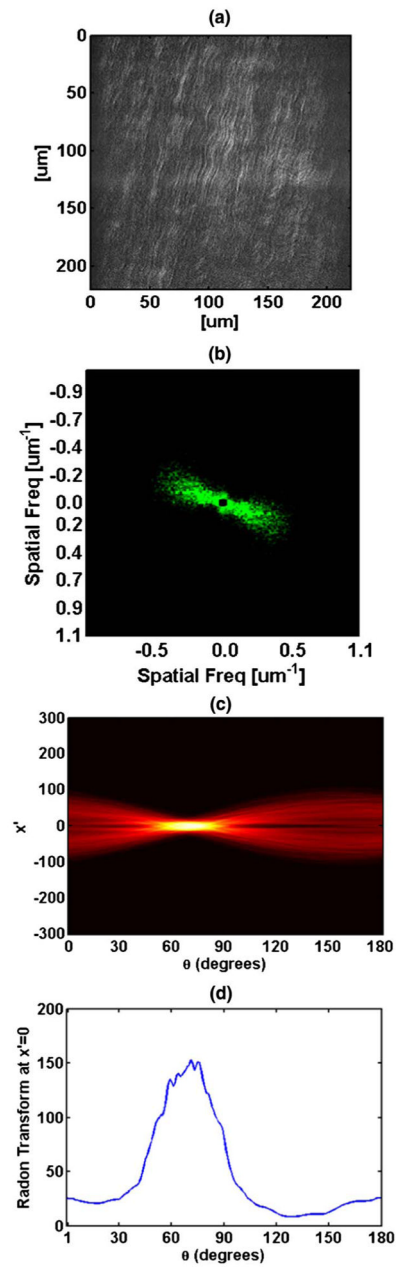 (a)
0
50
100
150
200
[um]
0 50 100 150 200
[um]
(b)
-0.9
-0.7
-0.4
-0.2
0.0
0.2
0.4
0.7
0.9
1.1
Spatial Freq [um-1]
-0.5 0.0 0.5 1.1
Spatial Freq [um-1]
(c)
300
200
100
0
-100
-200
-300
x'
0 30 60 90 120 150 180
θ (degrees)
(d)
200
150
100
50
0
Radon Transform at x'=0
1 30 60 90 120 150 180
θ (degrees)